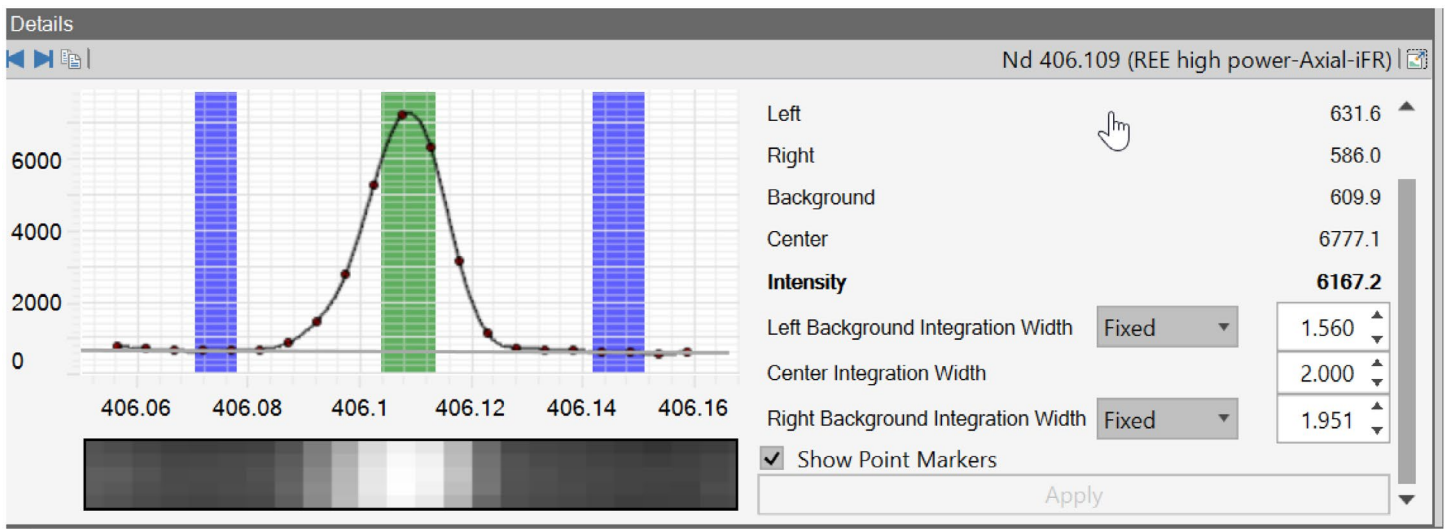 Details
Nd 406.109 (REE high power-Axial-iFR)
6000
4000
2000
0
406.06 406.08 406.1 406.12 406.14 406.16
Left 631.6
Right 586.0
Background 609.9
Center 6777.1
Intensity 6167.2
Left Background Integration Width Fixed 1.560
Center Integration Width 2.000
Right Background Integration Width Fixed 1.951
Show Point Markers
Apply